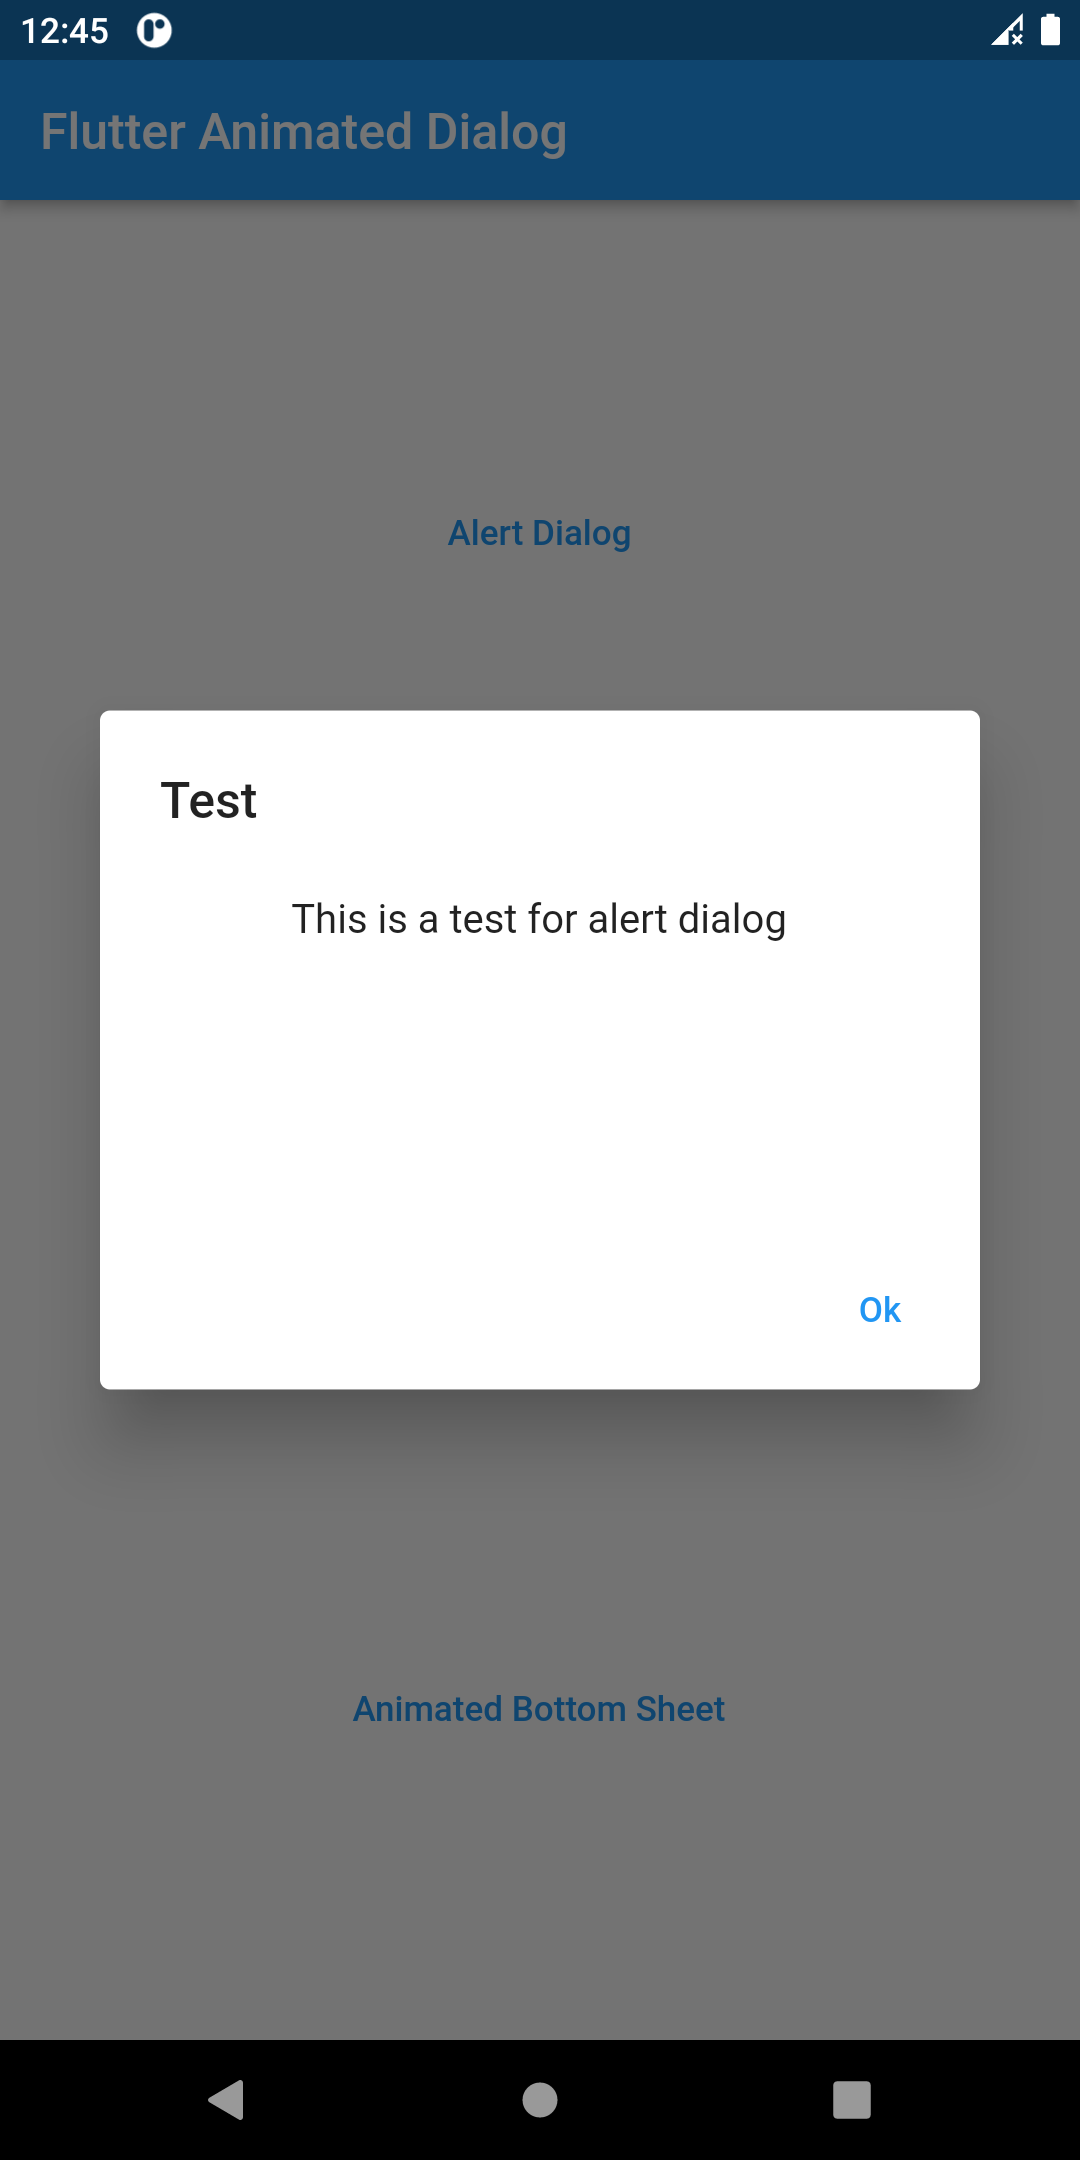 12:45
Flutter Animated Dialog
Alert Dialog
Test
This is a test for alert dialog
Ok
Animated Bottom Sheet